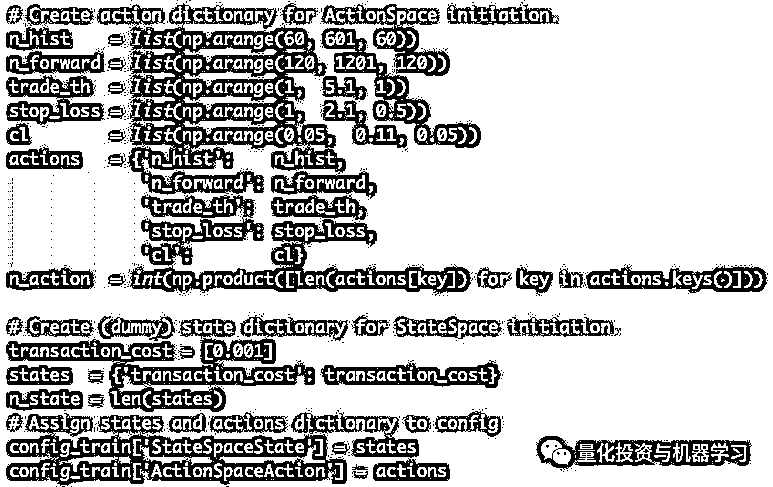 # Create action dictionary for ActionSpace initiation.
n_hist    = list(np.arange(60, 601, 60))
n_forward = list(np.arange(120, 1201, 120))
trade_th  = list(np.arange(1,  5.1, 1))
stop_loss = list(np.arange(1,  2.1, 0.5))
cl        = list(np.arange(0.05,  0.11, 0.05))
actions   = {'n_hist':    n_hist,
'n_forward': n_forward,
'trade_th':  trade_th,
'stop_loss': stop_loss,
'cl':        cl}
n_action  = int(np.product([len(actions[key]) for key in actions.keys()]))
# Create (dummy) state dictionary for StateSpace initiation.
transaction_cost = [0.001]
states  = {'transaction_cost': transaction_cost}
n_state = len(states)
# Assign states and actions dictionary to config
config_train['StateSpaceState'] = states
config_train['ActionSpaceAction'] = actions
量化投资与机器学习